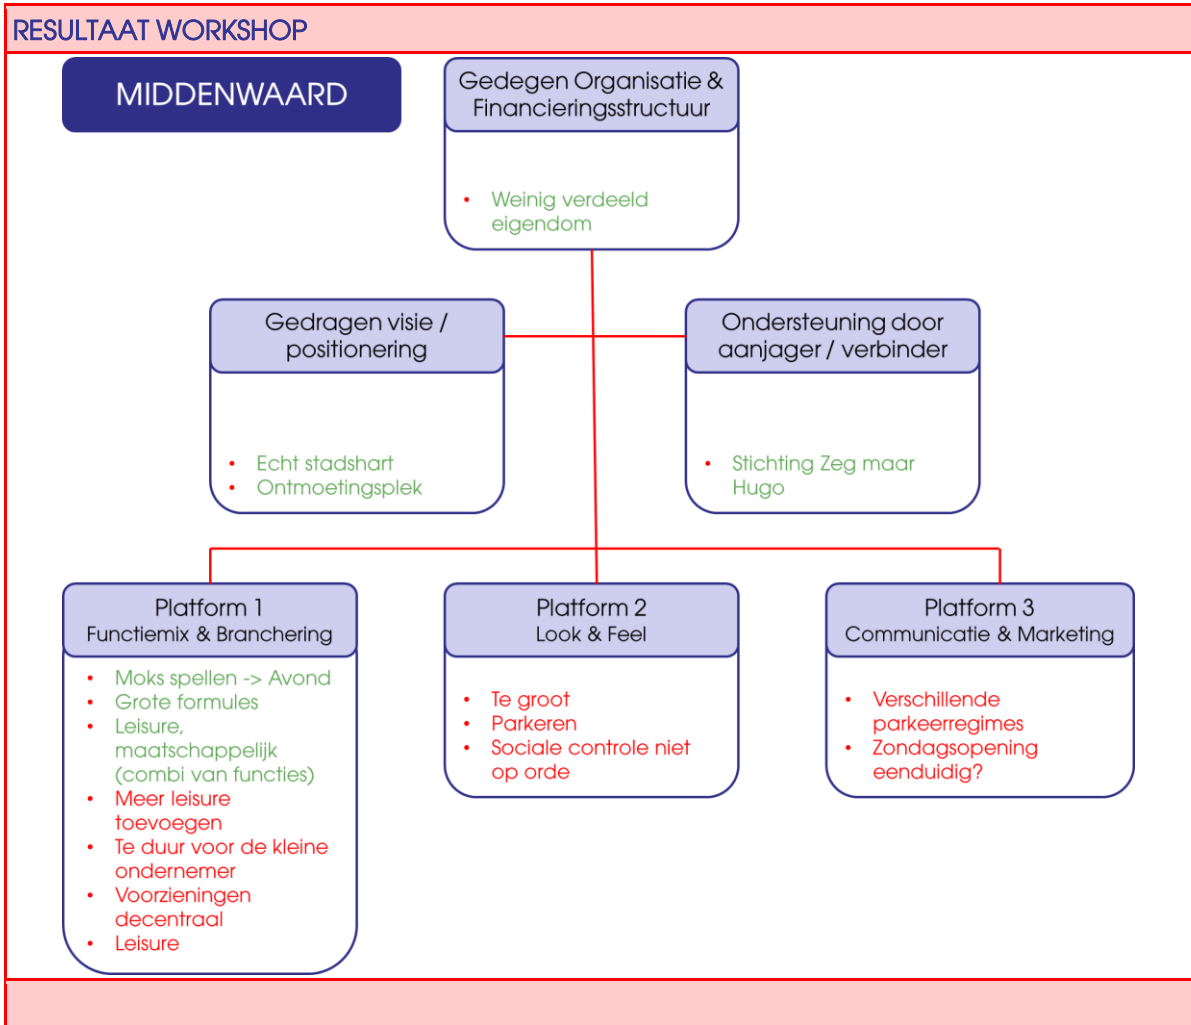 RESULTAAT WORKSHOP
MIDDENWAARD
Gedegen Organisatie &
Financieringsstructuur
• Weinig verdeeld
eigendom
Gedragen visie /
positionering
• Echt stadshart
• Ontmoetingsplek
Ondersteuning door
aanjager / verbinder
• Stichting Zeg maar
Hugo
Platform 1
Functiemix & Branchering
• Moks spellen -> Avond
• Grote formules
• Leisure,
maatschappelijk
(combi van functies)
• Meer leisure
toevoegen
• Te duur voor de kleine
ondernemer
• Voorzieningen
decentraal
• Leisure
Platform 2
Look & Feel
• Te groot
• Parkeren
• Sociale controle niet
op orde
Platform 3
Communicatie & Marketing
• Verschillende
parkeerregimes
• Zondagsopening
eenduidig?